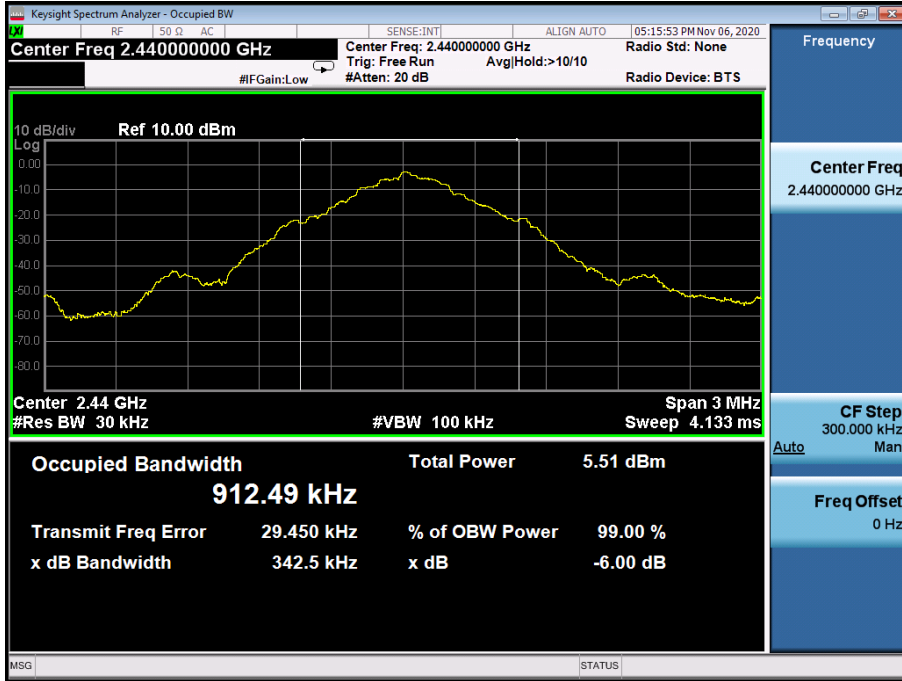 Keysight Spectrum Analyzer - Occupied BW
LXI RF 50 Ω AC SENSE:INT ALIGN AUTO 05:15:53 PM Nov 06, 2020
Center Freq 2.440000000 GHz
Center Freq: 2.440000000 GHz Radio Std: None
Trig: Free Run Avg|Hold:>10/10
#IFGain:Low #Atten: 20 dB Radio Device: BTS
10 dB/div Ref 10.00 dBm
Log
0.00
-10.0
-20.0
-30.0
-40.0
-50.0
-60.0
-70.0
-80.0
Center 2.44 GHz Span 3 MHz
#Res BW 30 kHz #VBW 100 kHz Sweep 4.133 ms
Occupied Bandwidth Total Power 5.51 dBm
912.49 kHz
Transmit Freq Error 29.450 kHz % of OBW Power 99.00 %
x dB Bandwidth 342.5 kHz x dB -6.00 dB
MSG STATUS
Frequency
Center Freq
2.440000000 GHz
CF Step
300.000 kHz
Auto Man
Freq Offset
0 Hz